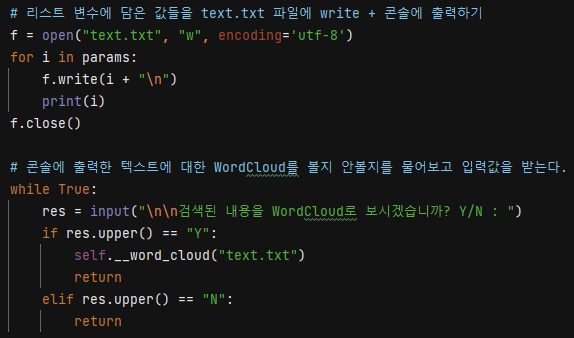 # 리스트 변수에 담은 값들을 text.txt 파일에 write + 콘솔에 출력하기
f = open("text.txt", "w", encoding='utf-8')
for i in params:
    f.write(i + "\n")
    print(i)
f.close()

# 콘솔에 출력한 텍스트에 대한 WordCloud를 볼지 안볼지를 물어보고 입력값을 받는다.
while True:
    res = input("\n\n검색된 내용을 WordCloud로 보시겠습니까? Y/N : ")
    if res.upper() == "Y":
        self.__word_cloud("text.txt")
        return
    elif res.upper() == "N":
        return